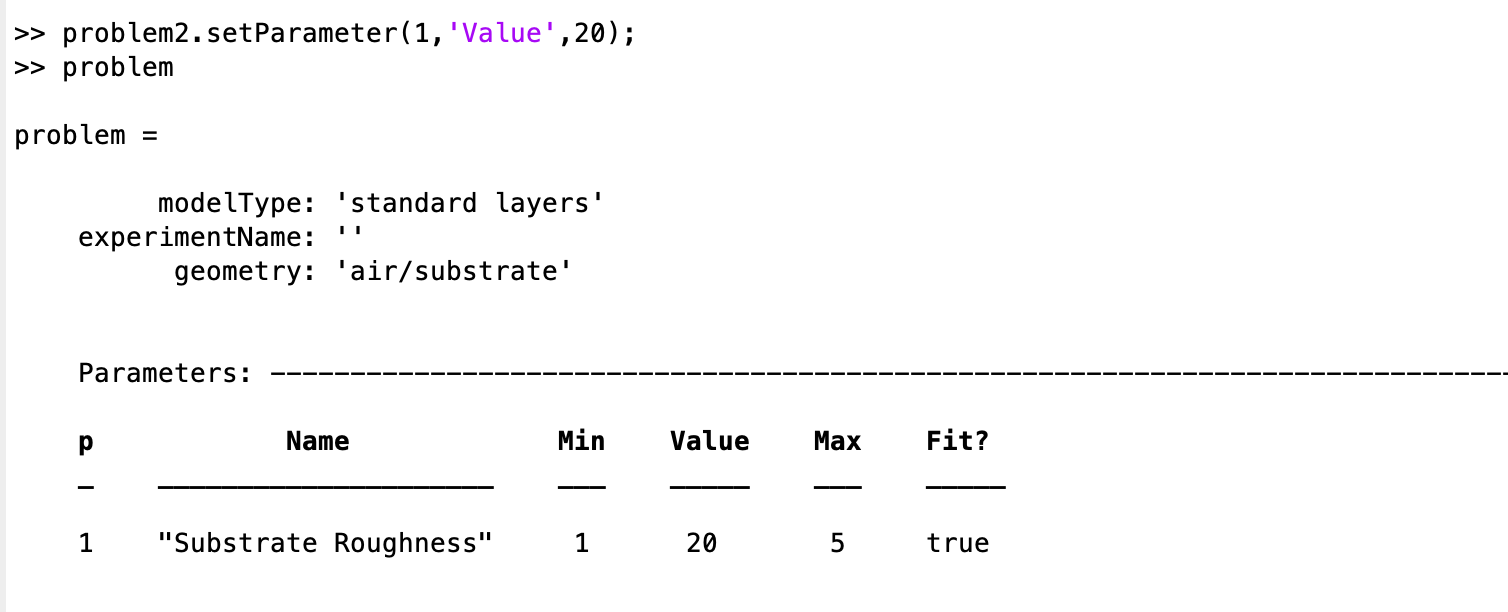 >> problem2.setParameter(1,'Value',20);
>> problem
problem =
modelType: 'standard layers'
experimentName: ''
geometry: 'air/substrate'
Parameters: --------------------------------------------------------------------------------
p Name Min Value Max Fit?
1 "Substrate Roughness" 1 20 5 true